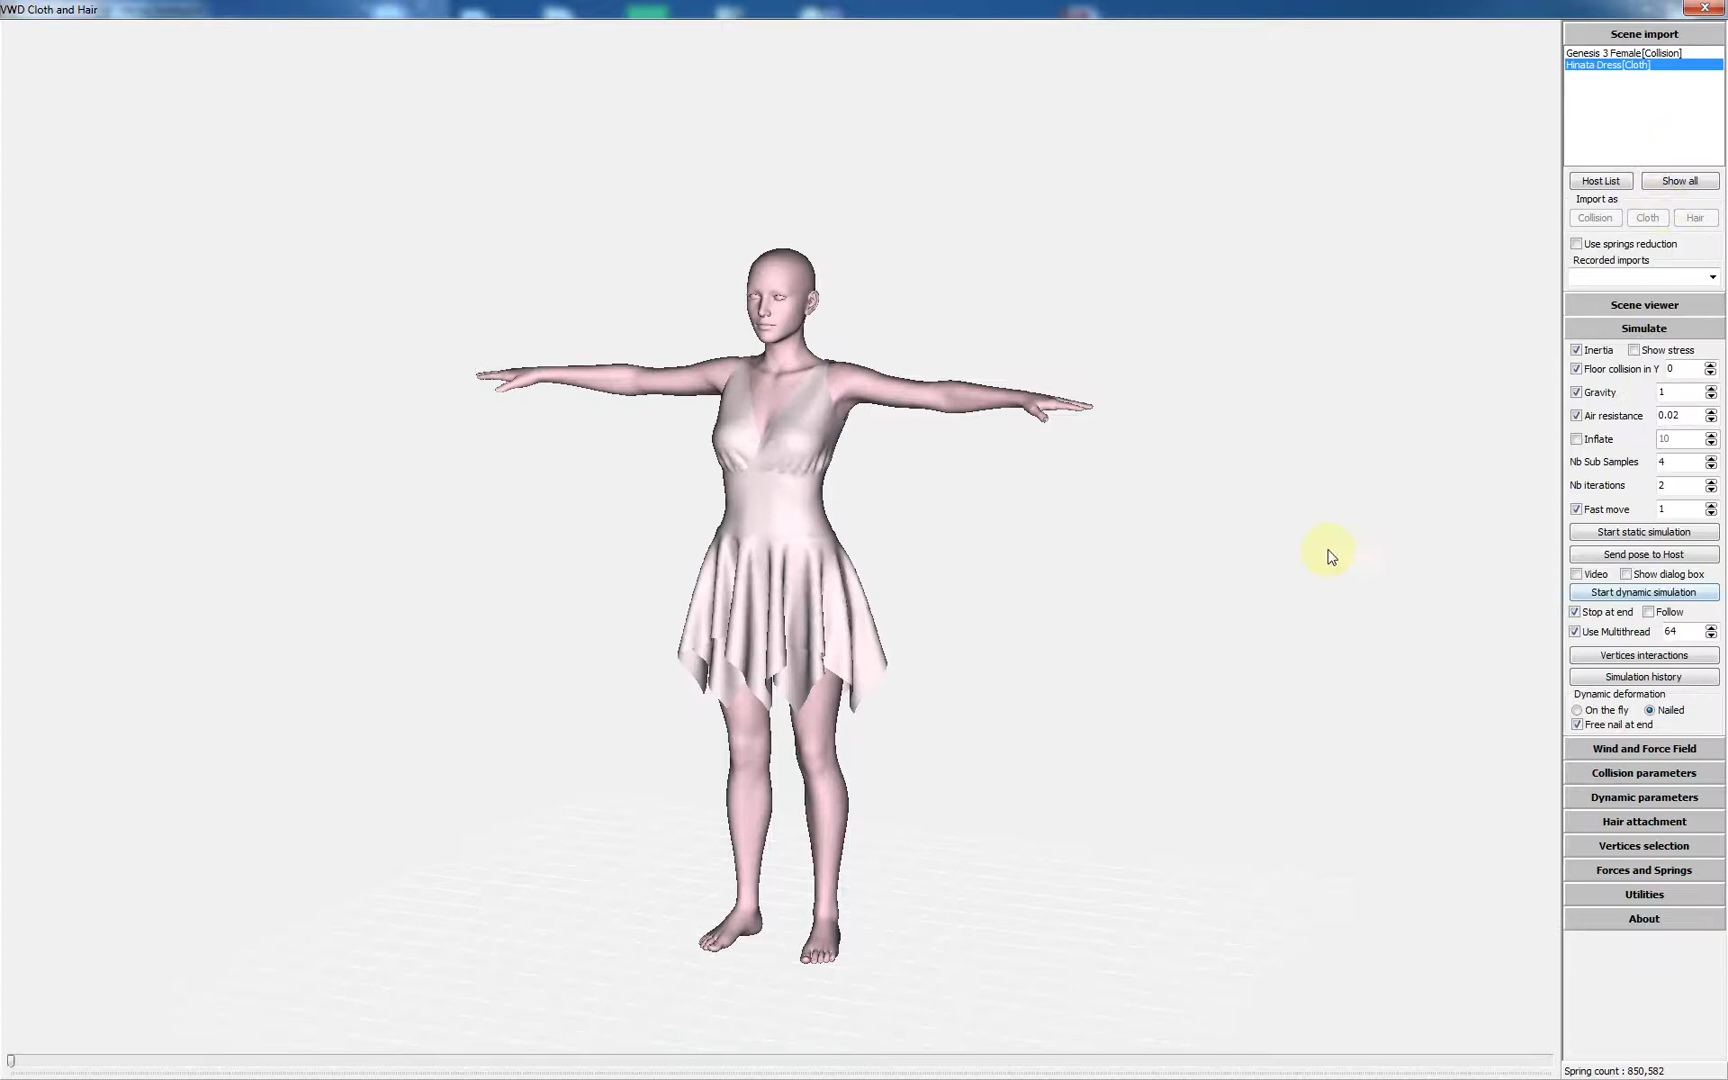 VWD Cloth and Hair
Scene import
Genesis 3 Female[Collision]
Hinata Dress[Cloth]
Host List
Show all
Import as
Collision
Cloth
Hair
Use springs reduction
Recorded imports
Scene viewer
Simulate
Inertia
Show stress
Floor collision in Y 0
Gravity 1
Air resistance 0.02
Inflate 10
Nb Sub Samples 4
Nb iterations 2
Fast move 1
Start static simulation
Send pose to Host
Video
Show dialog box
Start dynamic simulation
Stop at end
Follow
Use Multithread 64
Vertices interactions
Simulation history
Dynamic deformation
On the fly
Nailed
Free nail at end
Wind and Force Field
Collision parameters
Dynamic parameters
Hair attachment
Vertices selection
Forces and Springs
Utilities
About
Spring count : 850,582